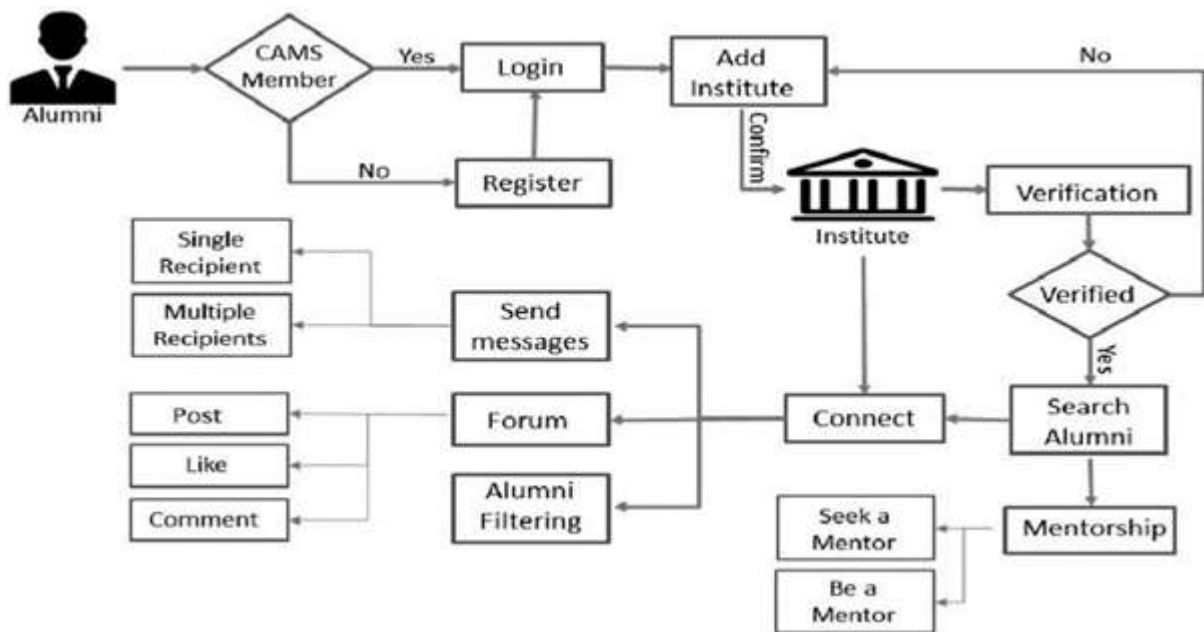 CAMS
Member
Yes
Login
Add
Institute
No
Alumni
Confirm
No
Register
Verification
Institute
Single
Recipient
Multiple
Recipients
Send
messages
Verified
Yes
Post
Forum
Connect
Search
Alumni
Like
Comment
Alumni
Filtering
Seek a
Mentor
Mentorship
Be a
Mentor